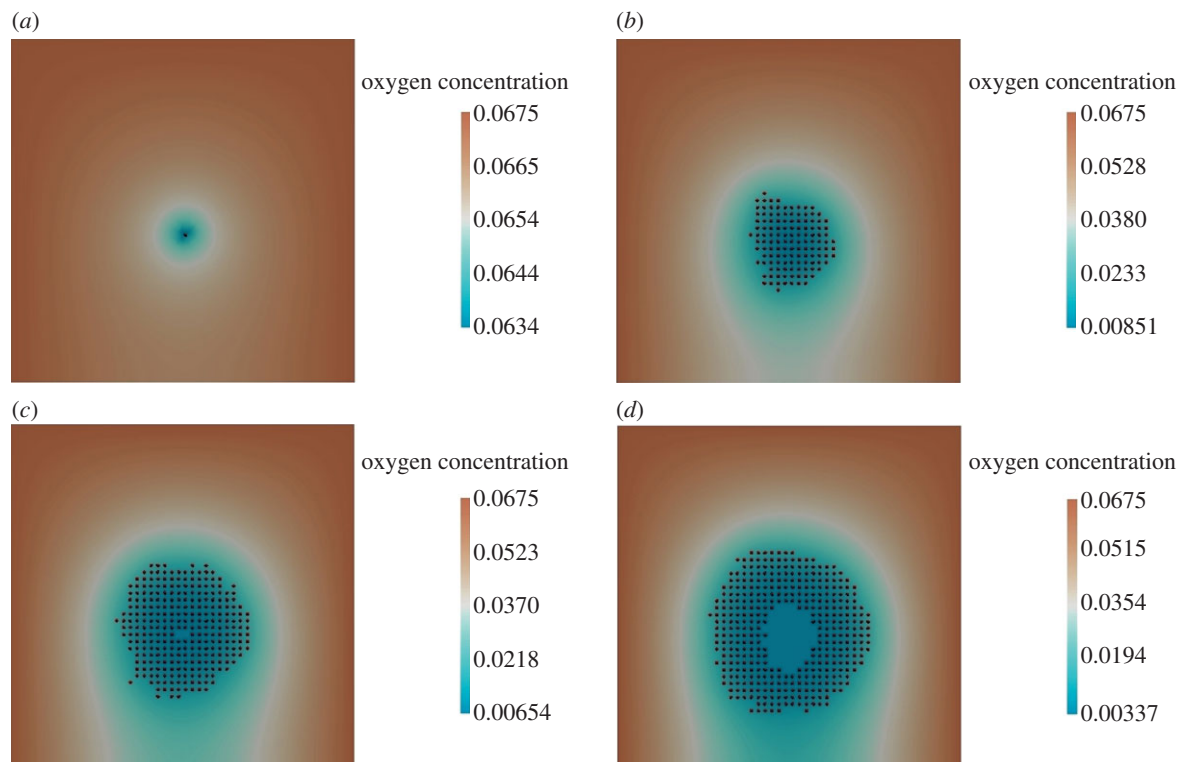 (a)
oxygen concentration
0.0675
0.0665
0.0654
0.0644
0.0634
(b)
oxygen concentration
0.0675
0.0528
0.0380
0.0233
0.00851
(c)
oxygen concentration
0.0675
0.0523
0.0370
0.0218
0.00654
(d)
oxygen concentration
0.0675
0.0515
0.0354
0.0194
0.00337